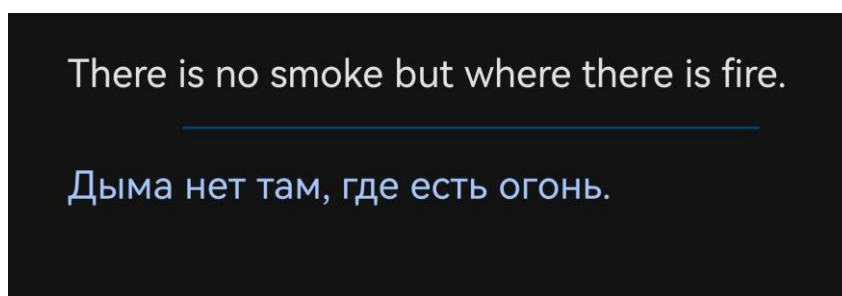 There is no smoke but where there is fire.
Дыма нет там, где есть огонь.